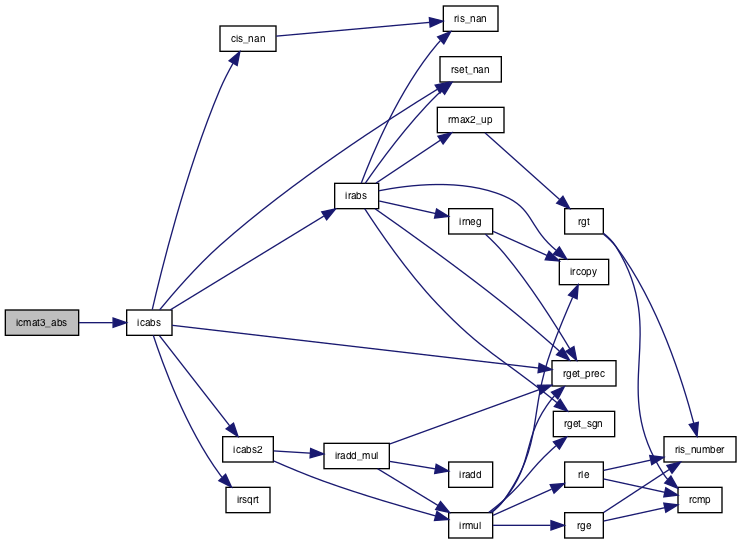 ris_nan
cis_nan
rset_nan
rmax2_up
irabs
irneg
rgt
ircopy
icmat3_abs
icabs
rget_prec
rget_sgn
icabs2
iradd_mul
ris_number
iradd
rle
irsqrt
rcmp
irmul
rge